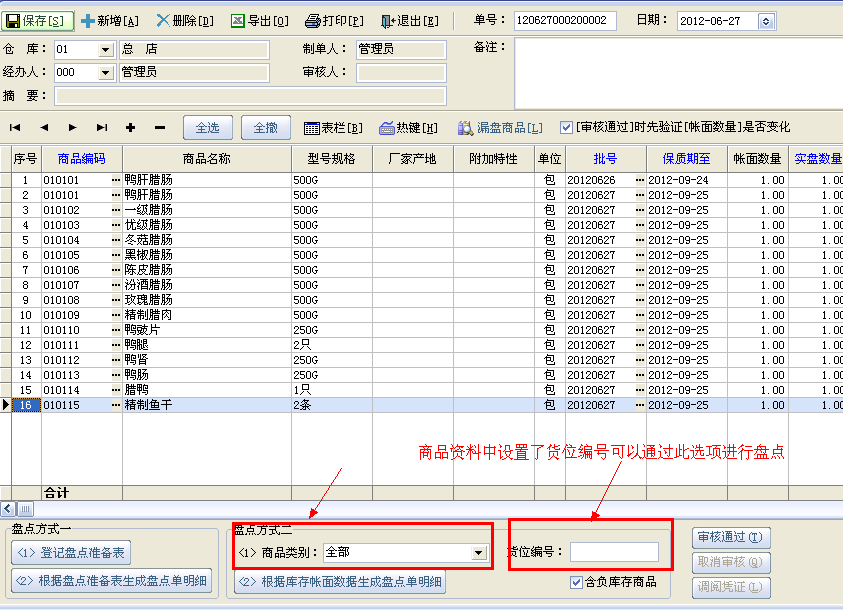 保存[S] 新增[A] 删除[D] 导出[O] 打印[P] 退出[E] 单号： 120627000200002 日期： 2012-06-27
仓 库： 01 总 店 制单人： 管理员 备注：
经办人： 000 管理员 审核人：
摘 要：
全选 全撤 表栏[B] 热键[H] 漏盘商品[L] [审核通过]时先验证[帐面数量]是否变化
序号 商品编码 商品名称 型号规格 厂家产地 附加特性 单位 批号 保质期至 帐面数量 实盘数量
1 010101 ··· 鸭肝腊肠 500G 包 20120626 ··· 2012-09-24 1.00 1.00
2 010101 ··· 鸭肝腊肠 500G 包 20120627 ··· 2012-09-25 1.00 1.00
3 010102 ··· 一级腊肠 500G 包 20120627 ··· 2012-09-25 1.00 1.00
4 010103 ··· 优级腊肠 500G 包 20120627 ··· 2012-09-25 1.00 1.00
5 010104 ··· 冬菇腊肠 500G 包 20120627 ··· 2012-09-25 1.00 1.00
6 010105 ··· 黑椒腊肠 500G 包 20120627 ··· 2012-09-25 1.00 1.00
7 010106 ··· 陈皮腊肠 500G 包 20120627 ··· 2012-09-25 1.00 1.00
8 010107 ··· 汾酒腊肠 500G 包 20120627 ··· 2012-09-25 1.00 1.00
9 010108 ··· 玫瑰腊肠 500G 包 20120627 ··· 2012-09-25 1.00 1.00
10 010109 ··· 精制腊肉 500G 包 20120627 ··· 2012-09-25 1.00 1.00
11 010110 ··· 鸭破片 250G 包 20120627 ··· 2012-09-25 1.00 1.00
12 010111 ··· 鸭腿 2只 包 20120627 ··· 2012-09-25 1.00 1.00
13 010112 ··· 鸭肾 250G 包 20120627 ··· 2012-09-25 1.00 1.00
14 010113 ··· 鸭肠 250G 包 20120627 ··· 2012-09-25 1.00 1.00
15 010114 ··· 腊鸭 1只 包 20120627 ··· 2012-09-25 1.00 1.00
16 010115 ··· 精制鱼干 2条 包 20120627 ··· 2012-09-25 1.00 1.00
商品资料中设置了货位编号可以通过此选项进行盘点
合计
盘点方式一 盘点方式二
<1> 登记盘点准备表 <1> 商品类别： 全部 货位编号： 审核通过(T)
取消审核(Q)
<2> 根据盘点准备表生成盘点单明细 <2> 根据库存帐面数据生成盘点单明细 含负库存商品
调阅凭证(L)